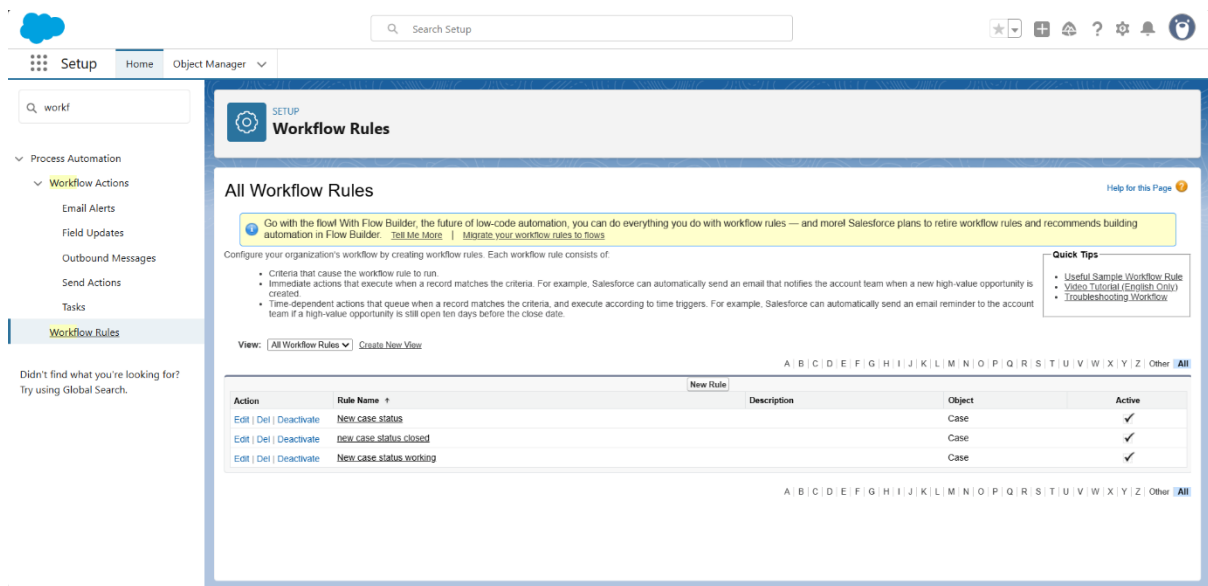 Search Setup
Setup Home Object Manager
workf
Process Automation
Workflow Actions
Email Alerts
Field Updates
Outbound Messages
Send Actions
Tasks
Workflow Rules
Didn't find what you're looking for?
Try using Global Search.
SETUP
Workflow Rules
All Workflow Rules
Help for this Page ?
Go with the flow! With Flow Builder, the future of low-code automation, you can do everything you do with workflow rules — and more! Salesforce plans to retire workflow rules and recommends building
automation in Flow Builder. Tell Me More | Migrate your workflow rules to flows
Configure your organization's workflow by creating workflow rules. Each workflow rule consists of:
• Criteria that cause the workflow rule to run.
• Immediate actions that execute when a record matches the criteria. For example, Salesforce can automatically send an email that notifies the account team when a new high-value opportunity is
created.
• Time-dependent actions that queue when a record matches the criteria, and execute according to time triggers. For example, Salesforce can automatically send an email reminder to the account
team if a high-value opportunity is still open ten days before the close date.
Quick Tips
• Useful Sample Workflow Rule
• Video Tutorial (English Only)
• Troubleshooting Workflow
View: All Workflow Rules Create New View
A | B | C | D | E | F | G | H | I | J | K | L | M | N | O | P | Q | R | S | T | U | V | W | X | Y | Z | Other All
New Rule
Action Rule Name ↑ Description Object Active
Edit | Del | Deactivate New case status Case ✓
Edit | Del | Deactivate new case status closed Case ✓
Edit | Del | Deactivate New case status working Case ✓
A | B | C | D | E | F | G | H | I | J | K | L | M | N | O | P | Q | R | S | T | U | V | W | X | Y | Z | Other All